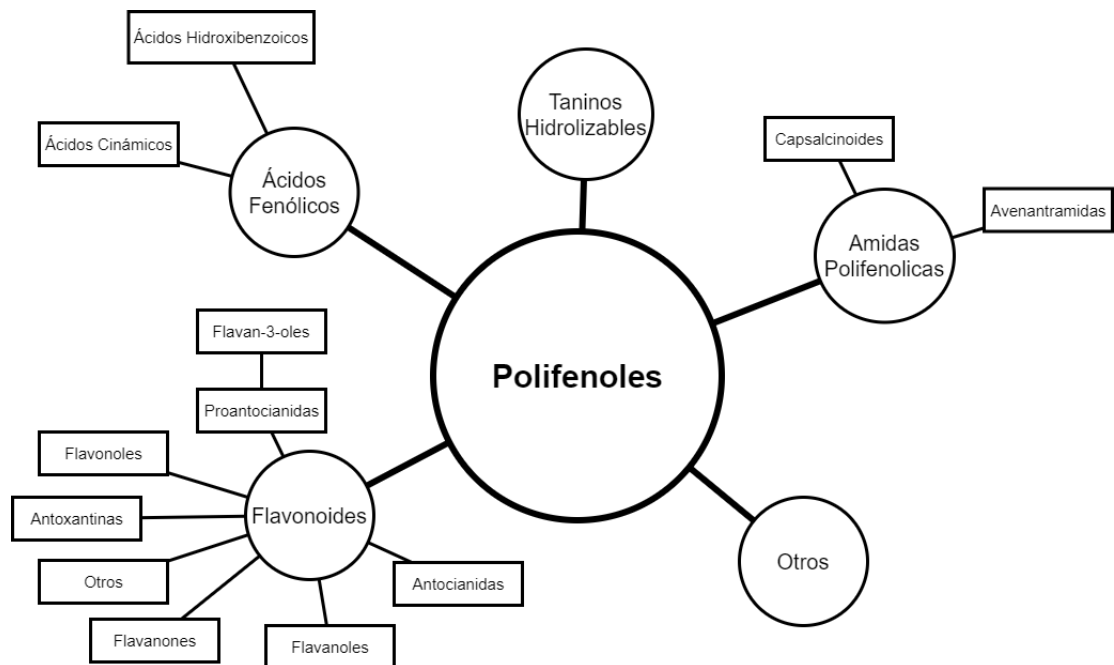 Ácidos Hidroxibenzoicos
Ácidos Cinámicos
Ácidos
Fenólicos
Taninos
Hidrolizables
Capsalcinoides
Avenantramidas
Amidas
Polifenolicas
Polifenoles
Flavan-3-oles
Proantocianidas
Flavonoles
Antoxantinas
Otros
Flavanones
Flavanoles
Antocianidas
Flavonoides
Otros